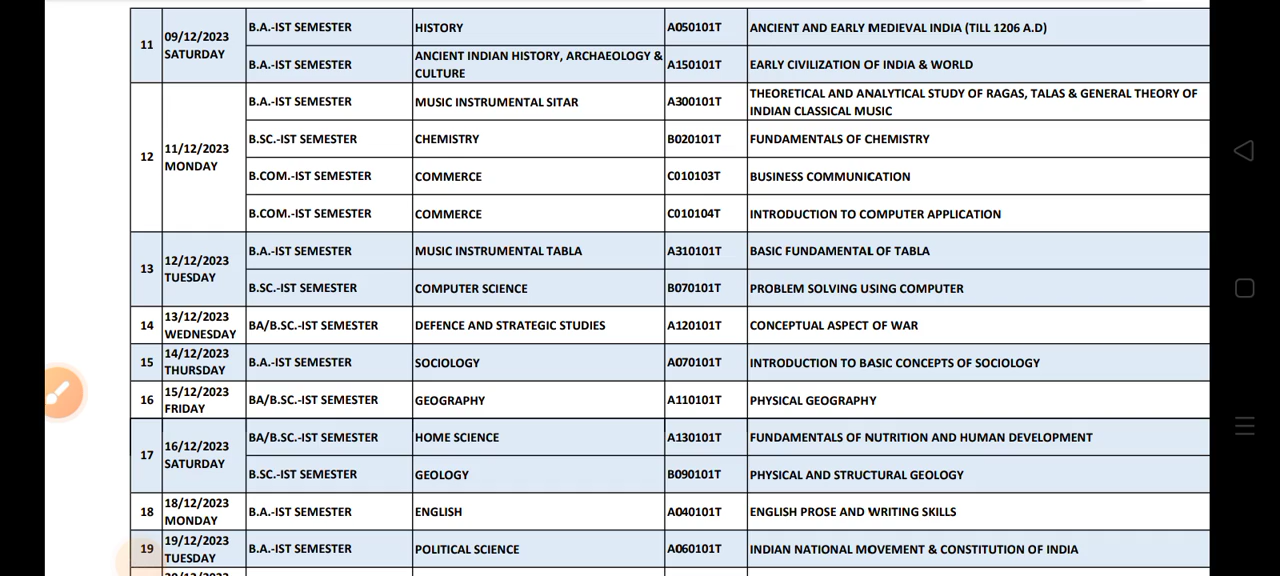 11 09/12/2023 SATURDAY B.A.-IST SEMESTER HISTORY A050101T ANCIENT AND EARLY MEDIEVAL INDIA (TILL 1206 A.D)
B.A.-IST SEMESTER ANCIENT INDIAN HISTORY, ARCHAEOLOGY & CULTURE A150101T EARLY CIVILIZATION OF INDIA & WORLD
12 11/12/2023 MONDAY B.A.-IST SEMESTER MUSIC INSTRUMENTAL SITAR A300101T THEORETICAL AND ANALYTICAL STUDY OF RAGAS, TALAS & GENERAL THEORY OF INDIAN CLASSICAL MUSIC
B.SC.-IST SEMESTER CHEMISTRY B020101T FUNDAMENTALS OF CHEMISTRY
B.COM.-IST SEMESTER COMMERCE C010103T BUSINESS COMMUNICATION
B.COM.-IST SEMESTER COMMERCE C010104T INTRODUCTION TO COMPUTER APPLICATION
13 12/12/2023 TUESDAY B.A.-IST SEMESTER MUSIC INSTRUMENTAL TABLA A310101T BASIC FUNDAMENTAL OF TABLA
B.SC.-IST SEMESTER COMPUTER SCIENCE B070101T PROBLEM SOLVING USING COMPUTER
14 13/12/2023 WEDNESDAY BA/B.SC.-IST SEMESTER DEFENCE AND STRATEGIC STUDIES A120101T CONCEPTUAL ASPECT OF WAR
15 14/12/2023 THURSDAY B.A.-IST SEMESTER SOCIOLOGY A070101T INTRODUCTION TO BASIC CONCEPTS OF SOCIOLOGY
16 15/12/2023 FRIDAY BA/B.SC.-IST SEMESTER GEOGRAPHY A110101T PHYSICAL GEOGRAPHY
17 16/12/2023 SATURDAY BA/B.SC.-IST SEMESTER HOME SCIENCE A130101T FUNDAMENTALS OF NUTRITION AND HUMAN DEVELOPMENT
B.SC.-IST SEMESTER GEOLOGY B090101T PHYSICAL AND STRUCTURAL GEOLOGY
18 18/12/2023 MONDAY B.A.-IST SEMESTER ENGLISH A040101T ENGLISH PROSE AND WRITING SKILLS
19 19/12/2023 TUESDAY B.A.-IST SEMESTER POLITICAL SCIENCE A060101T INDIAN NATIONAL MOVEMENT & CONSTITUTION OF INDIA